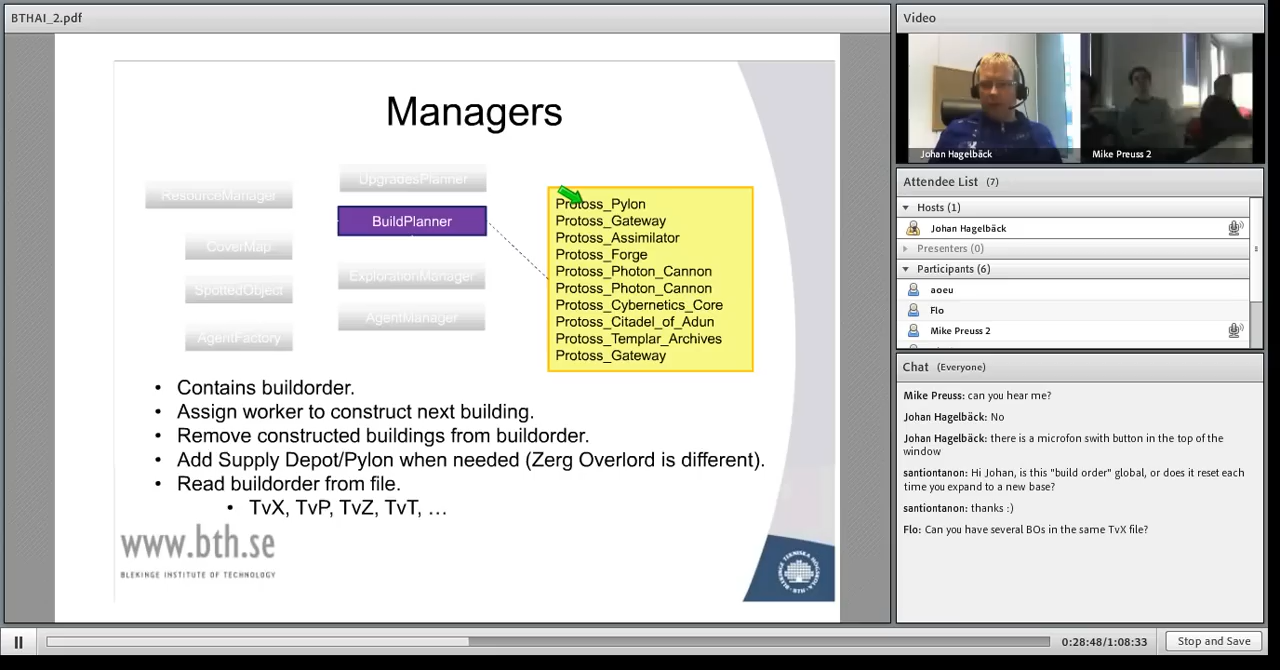 BTHAI_2.pdf
Managers
ResourceManager
CoverMap
SpottedObject
AgentFactory
UpgradesPlanner
BuildPlanner
ExplorationManager
AgentManager
Protoss_Pylon
Protoss_Gateway
Protoss_Assimilator
Protoss_Forge
Protoss_Photon_Cannon
Protoss_Photon_Cannon
Protoss_Cybernetics_Core
Protoss_Citadel_of_Adun
Protoss_Templar_Archives
Protoss_Gateway
• Contains buildorder.
• Assign worker to construct next building.
• Remove constructed buildings from buildorder.
• Add Supply Depot/Pylon when needed (Zerg Overlord is different).
• Read buildorder from file.
• TvX, TvP, TvZ, TvT, …
www.bth.se
BLEKINGE INSTITUTE OF TECHNOLOGY
Video
Johan Hagelbäck
Mike Preuss 2
Attendee List (7)
Hosts (1)
Johan Hagelbäck
Presenters (0)
Participants (6)
aoeu
Flo
Mike Preuss 2
Chat (Everyone)
Mike Preuss: can you hear me?
Johan Hagelbäck: No
Johan Hagelbäck: there is a microfon swith button in the top of the
window
santiontanon: Hi Johan, is this "build order" global, or does it reset each
time you expand to a new base?
santiontanon: thanks :)
Flo: Can you have several BOs in the same TvX file?
0:28:48/1:08:33
Stop and Save